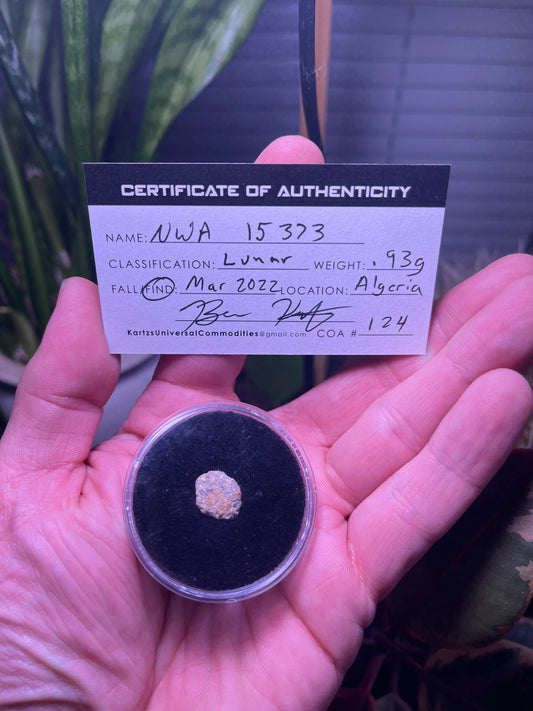 CERTIFICATE OF AUTHENTICITY
NAME: NWA 15373
CLASSIFICATION: Lunar WEIGHT: .93g
FALL/FIND: Mar 2022 LOCATION: Algeria
KartzsUniversalCommodities@gmail.com COA # 124